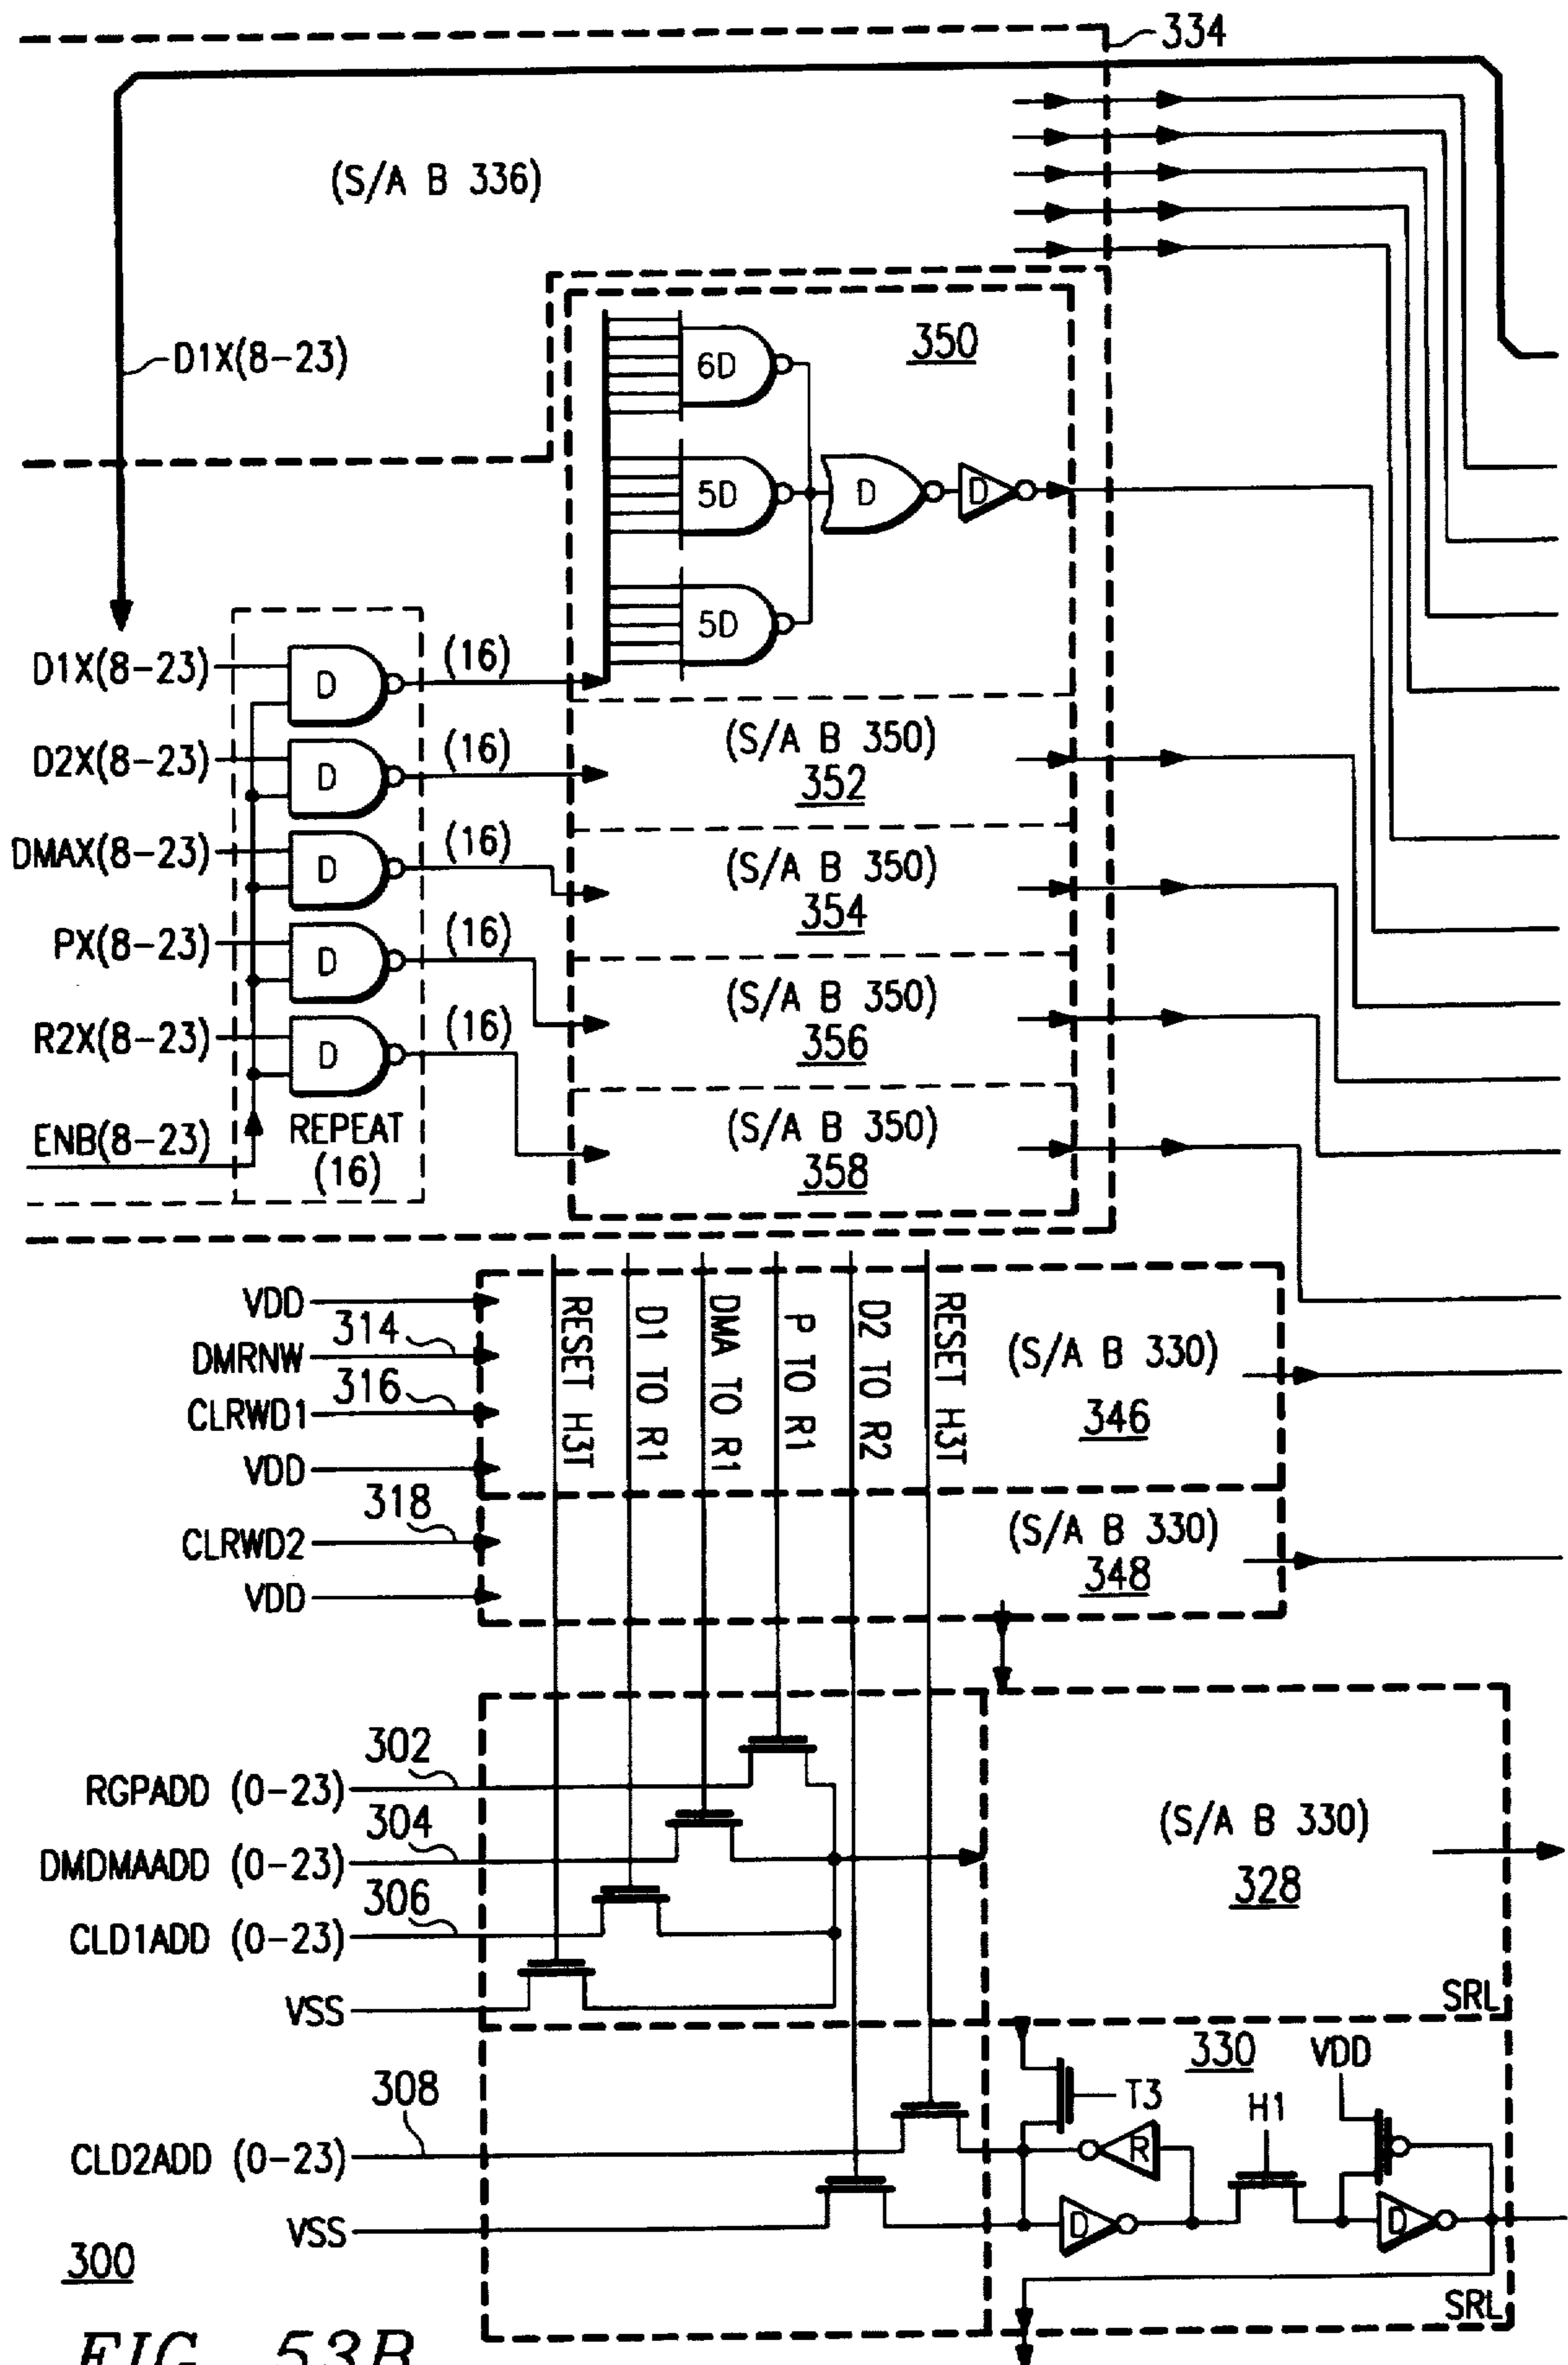 334
(S/A B 336)
D1X(8-23)
350
6D
5D
D
D
5D
D1X(8-23)
D
(16)
D2X(8-23)
D
(16)
(S/A B 350)
352
DMAX(8-23)
D
(16)
(S/A B 350)
354
PX(8-23)
D
(16)
(S/A B 350)
356
R2X(8-23)
D
(16)
ENB(8-23)
REPEAT
(16)
(S/A B 350)
358
VDD
314
DMRNW
316
CLRWD1
VDD
318
CLRWD2
VDD
RESET H3T
D1 TO R1
DMA TO R1
P TO R1
D2 TO R2
RESET H3T
(S/A B 330)
346
(S/A B 330)
348
302
RGPADD (0-23)
304
DMDMAADD (0-23)
306
CLD1ADD (0-23)
VSS
(S/A B 330)
328
SRL
330
VDD
T3
H1
308
CLD2ADD (0-23)
R
VSS
D
D
SRL
300
FIG. 53B